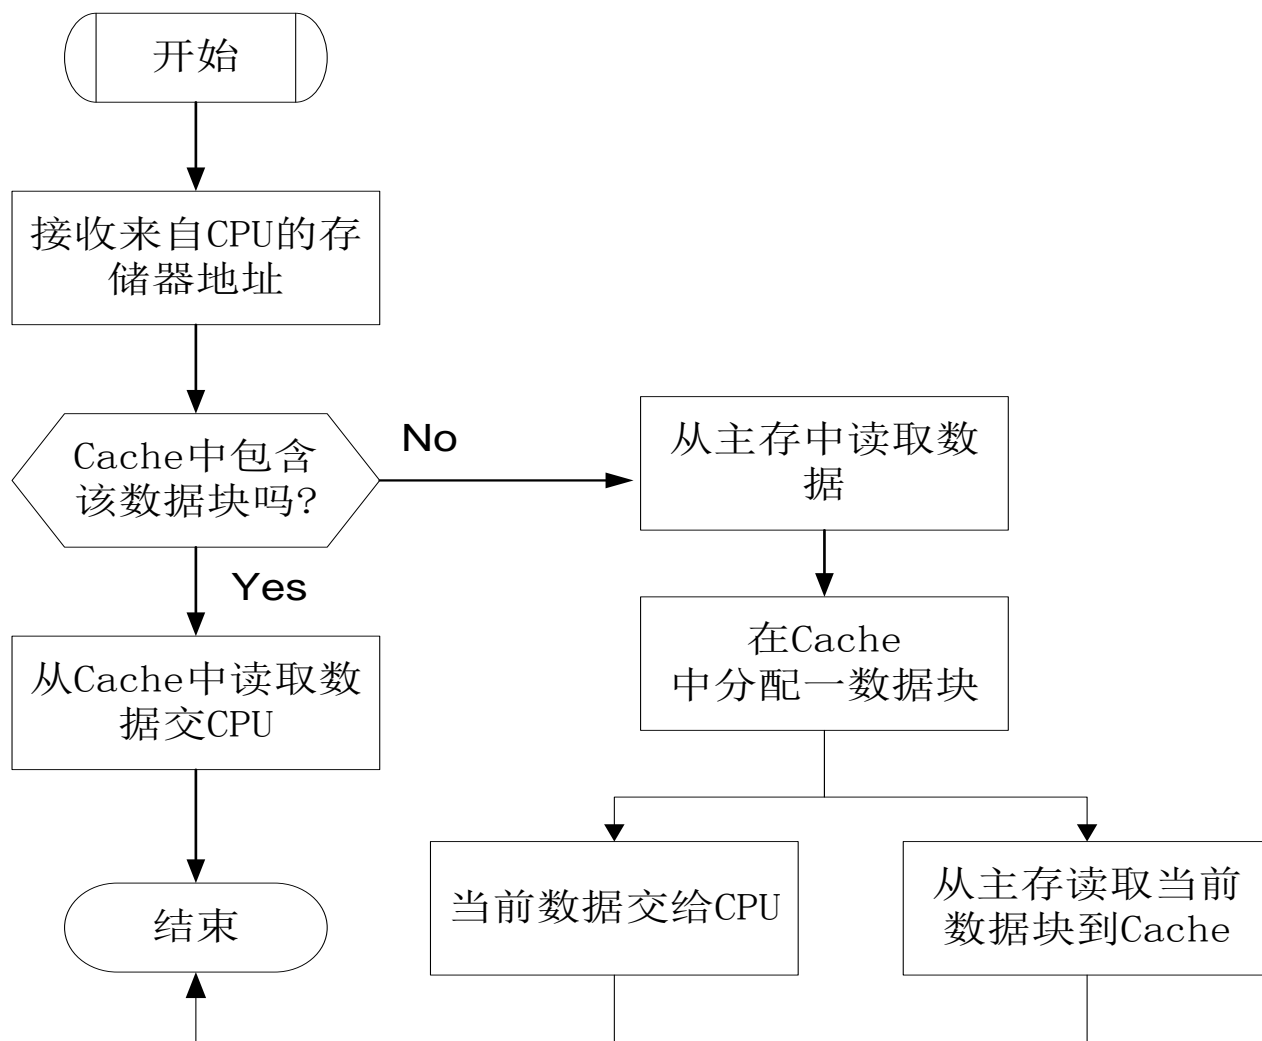 开始
接收来自CPU的存
储器地址
Cache中包含
该数据块吗?
No
从主存中读取数
据
Yes
在Cache
中分配一数据块
从Cache中读取数
据交CPU
当前数据交给CPU
从主存读取当前
数据块到Cache
结束